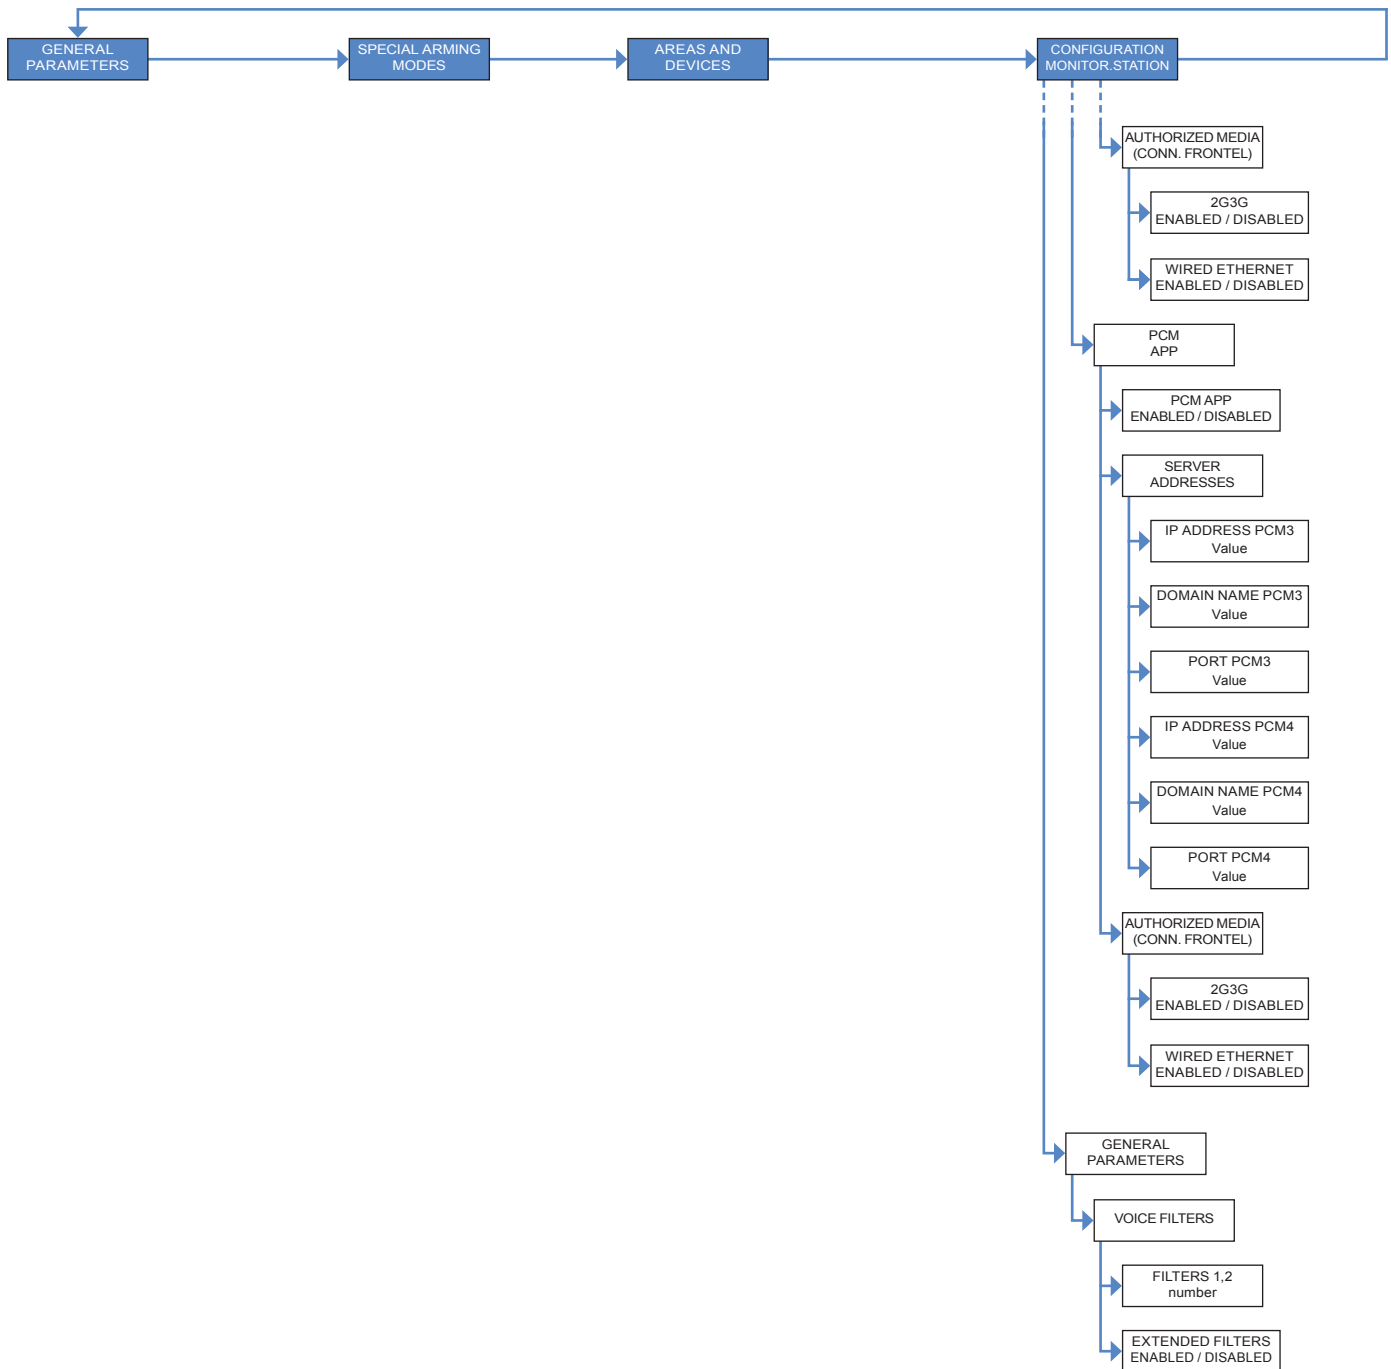 GENERAL
PARAMETERS
SPECIAL ARMING
MODES
AREAS AND
DEVICES
CONFIGURATION
MONITOR.STATION
AUTHORIZED MEDIA
(CONN. FRONTEL)
2G3G
ENABLED / DISABLED
WIRED ETHERNET
ENABLED / DISABLED
PCM
APP
PCM APP
ENABLED / DISABLED
SERVER
ADDRESSES
IP ADDRESS PCM3
Value
DOMAIN NAME PCM3
Value
PORT PCM3
Value
IP ADDRESS PCM4
Value
DOMAIN NAME PCM4
Value
PORT PCM4
Value
AUTHORIZED MEDIA
(CONN. FRONTEL)
2G3G
ENABLED / DISABLED
WIRED ETHERNET
ENABLED / DISABLED
GENERAL
PARAMETERS
VOICE FILTERS
FILTERS 1,2
number
EXTENDED FILTERS
ENABLED / DISABLED